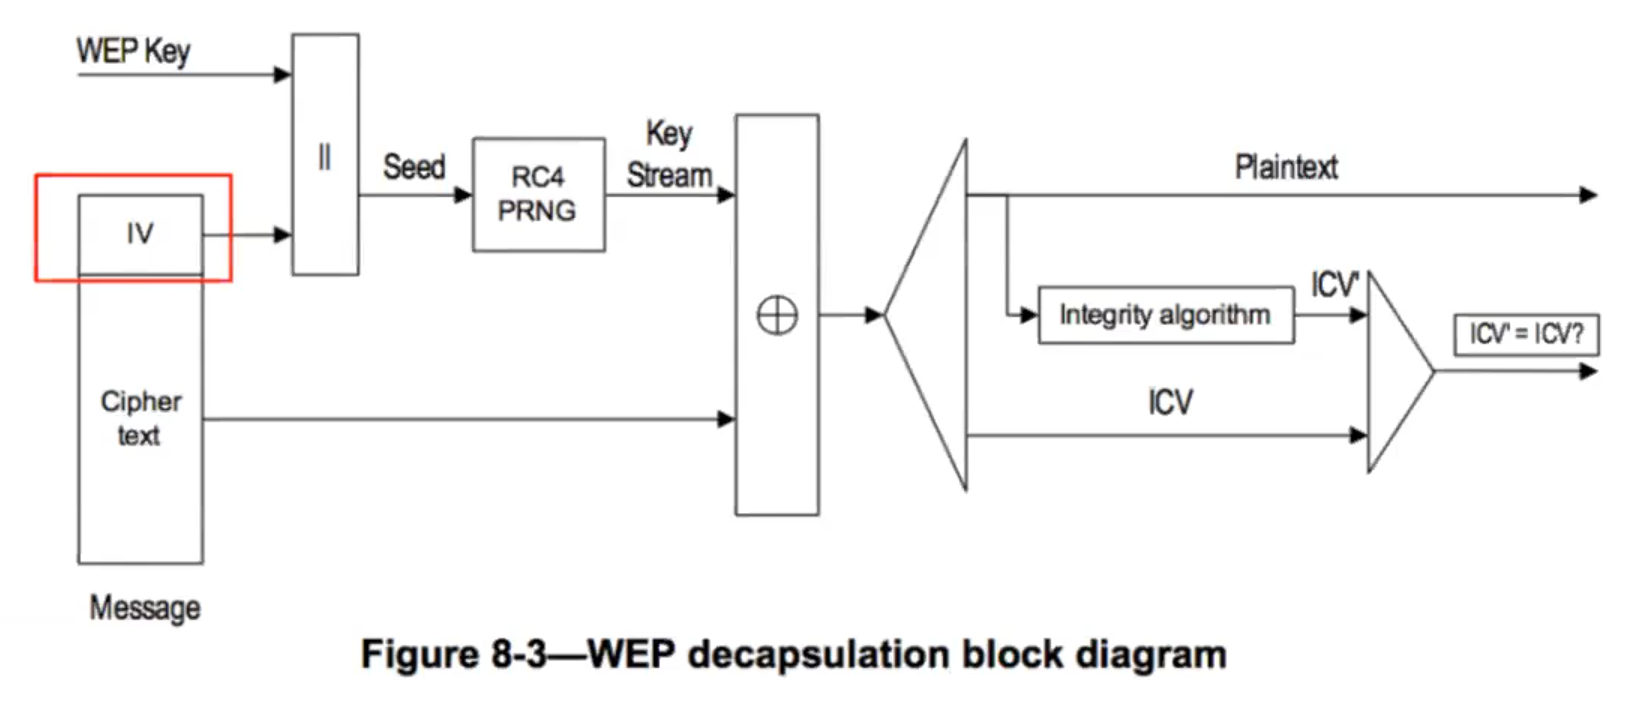 WEP Key
||
IV
Seed
RC4
PRNG
Key
Stream
Cipher
text
Message
Plaintext
Integrity algorithm
ICV'
ICV
ICV' = ICV?
Figure 8-3—WEP decapsulation block diagram